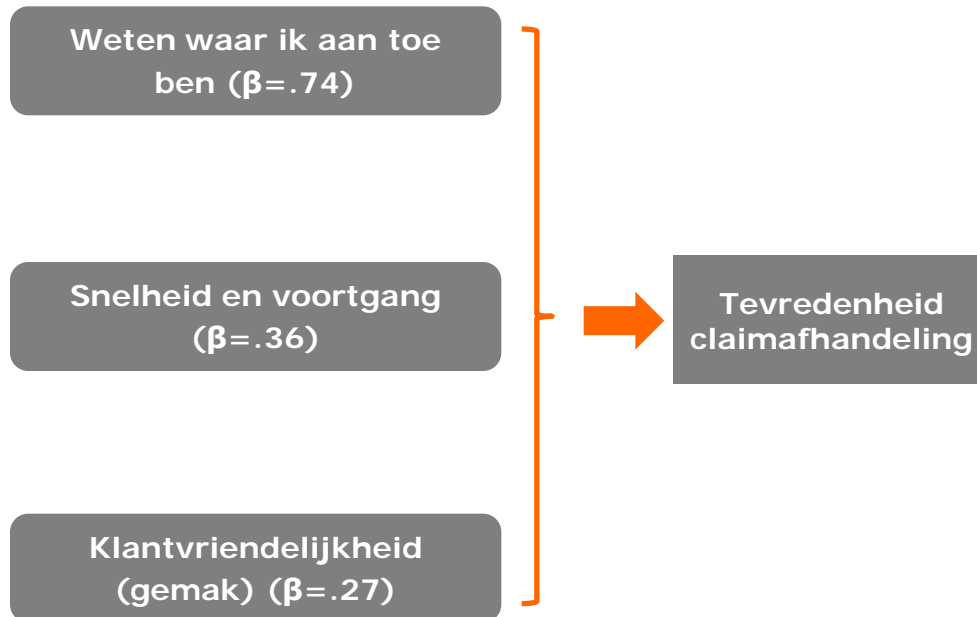 Weten waar ik aan toe
ben (β=.74)
Snelheid en voortgang
(β=.36)
Tevredenheid
claimafhandeling
Klantvriendelijkheid
(gemak) (β=.27)